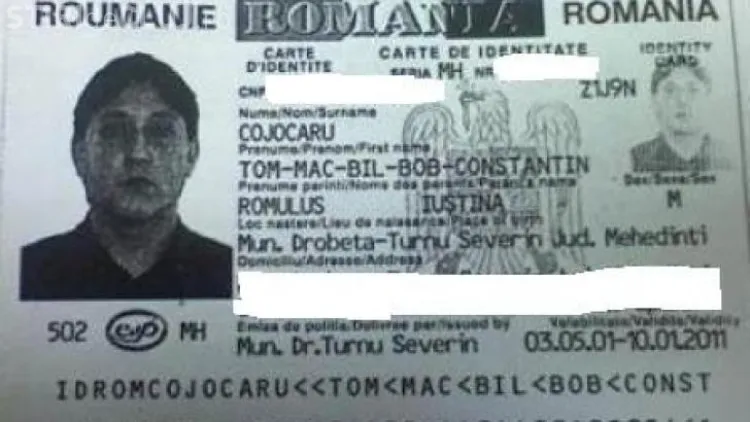 ROUMANIE ROMANIA ROMANIA
CARTE D'IDENTITE CARTE DE IDENTITATE IDENTITY CARD
SERIA MH NR
CNP Z1J9N
Nume/Nom/Surname
COJOCARU
Prenume/Prenom/First name
TOM-MAC-BIL-BOB-CONSTANTIN
Prenume parinti/Noms des parents/Parents name Sex/Sexe/Sex
ROMULUS IUSTINA M
Loc nastere/Lieu de naissance/Place of birth
Mun. Drobeta-Turnu Severin Jud. Mehedinti
Domiciliu/Adresse/Address
Emisa de politia/Delivree par/Issued by Valabilitate/Validite/Validity
SO2 MH Mun. Dr.Turnu Severin 03.05.01-10.01.2011
IDROMCOJOCARU<<TOM<MAC<BIL<BOB<CONST